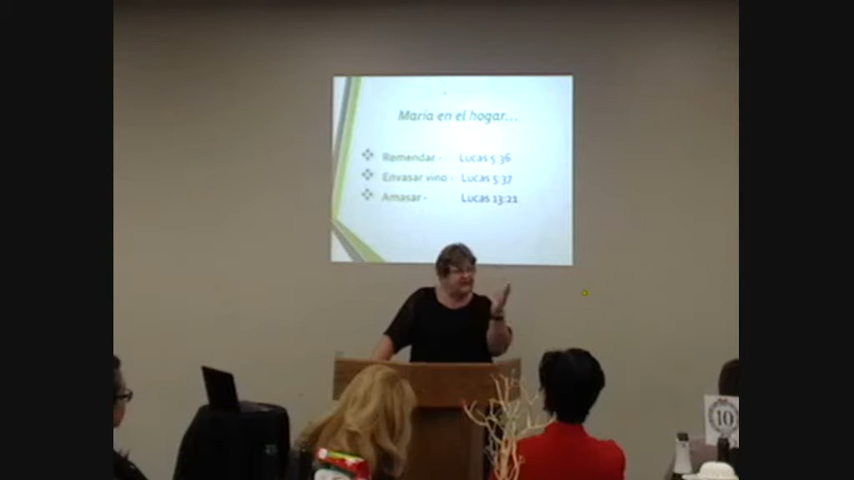 María en el hogar...
❖ Remendar - Lucas 5:36
❖ Envasar vino - Lucas 5:37
❖ Amasar - Lucas 13:21
10